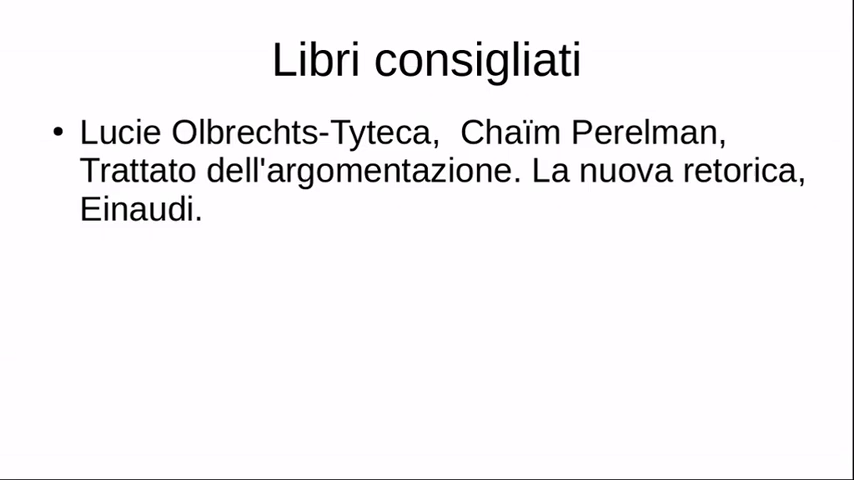 Libri consigliati
• Lucie Olbrechts-Tyteca,  Chaïm Perelman,
Trattato dell'argomentazione. La nuova retorica,
Einaudi.